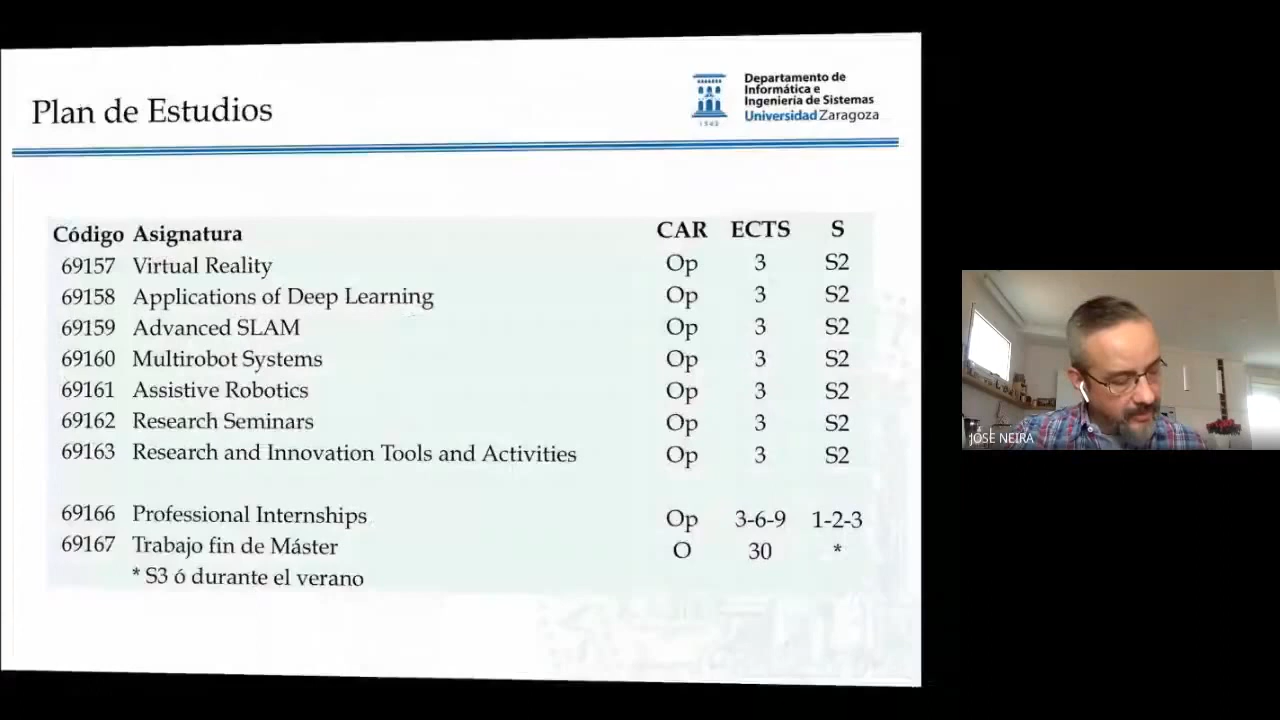 Plan de Estudios
Departamento de
Informática e
Ingeniería de Sistemas
Universidad Zaragoza
1542
Código Asignatura CAR ECTS S
69157 Virtual Reality Op 3 S2
69158 Applications of Deep Learning Op 3 S2
69159 Advanced SLAM Op 3 S2
69160 Multirobot Systems Op 3 S2
69161 Assistive Robotics Op 3 S2
69162 Research Seminars Op 3 S2
69163 Research and Innovation Tools and Activities Op 3 S2
69166 Professional Internships Op 3-6-9 1-2-3
69167 Trabajo fin de Máster O 30 *
* S3 ó durante el verano
JOSE NEIRA